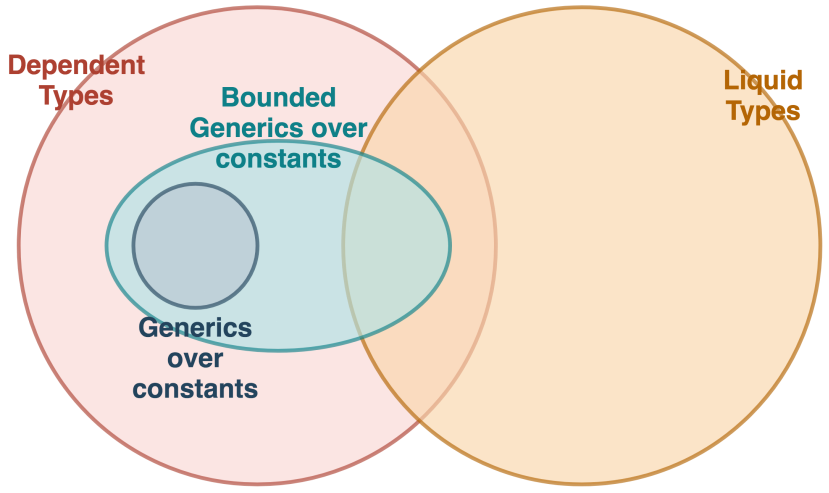 Dependent
Types
Bounded
Generics over
constants
Liquid
Types
Generics
over
constants